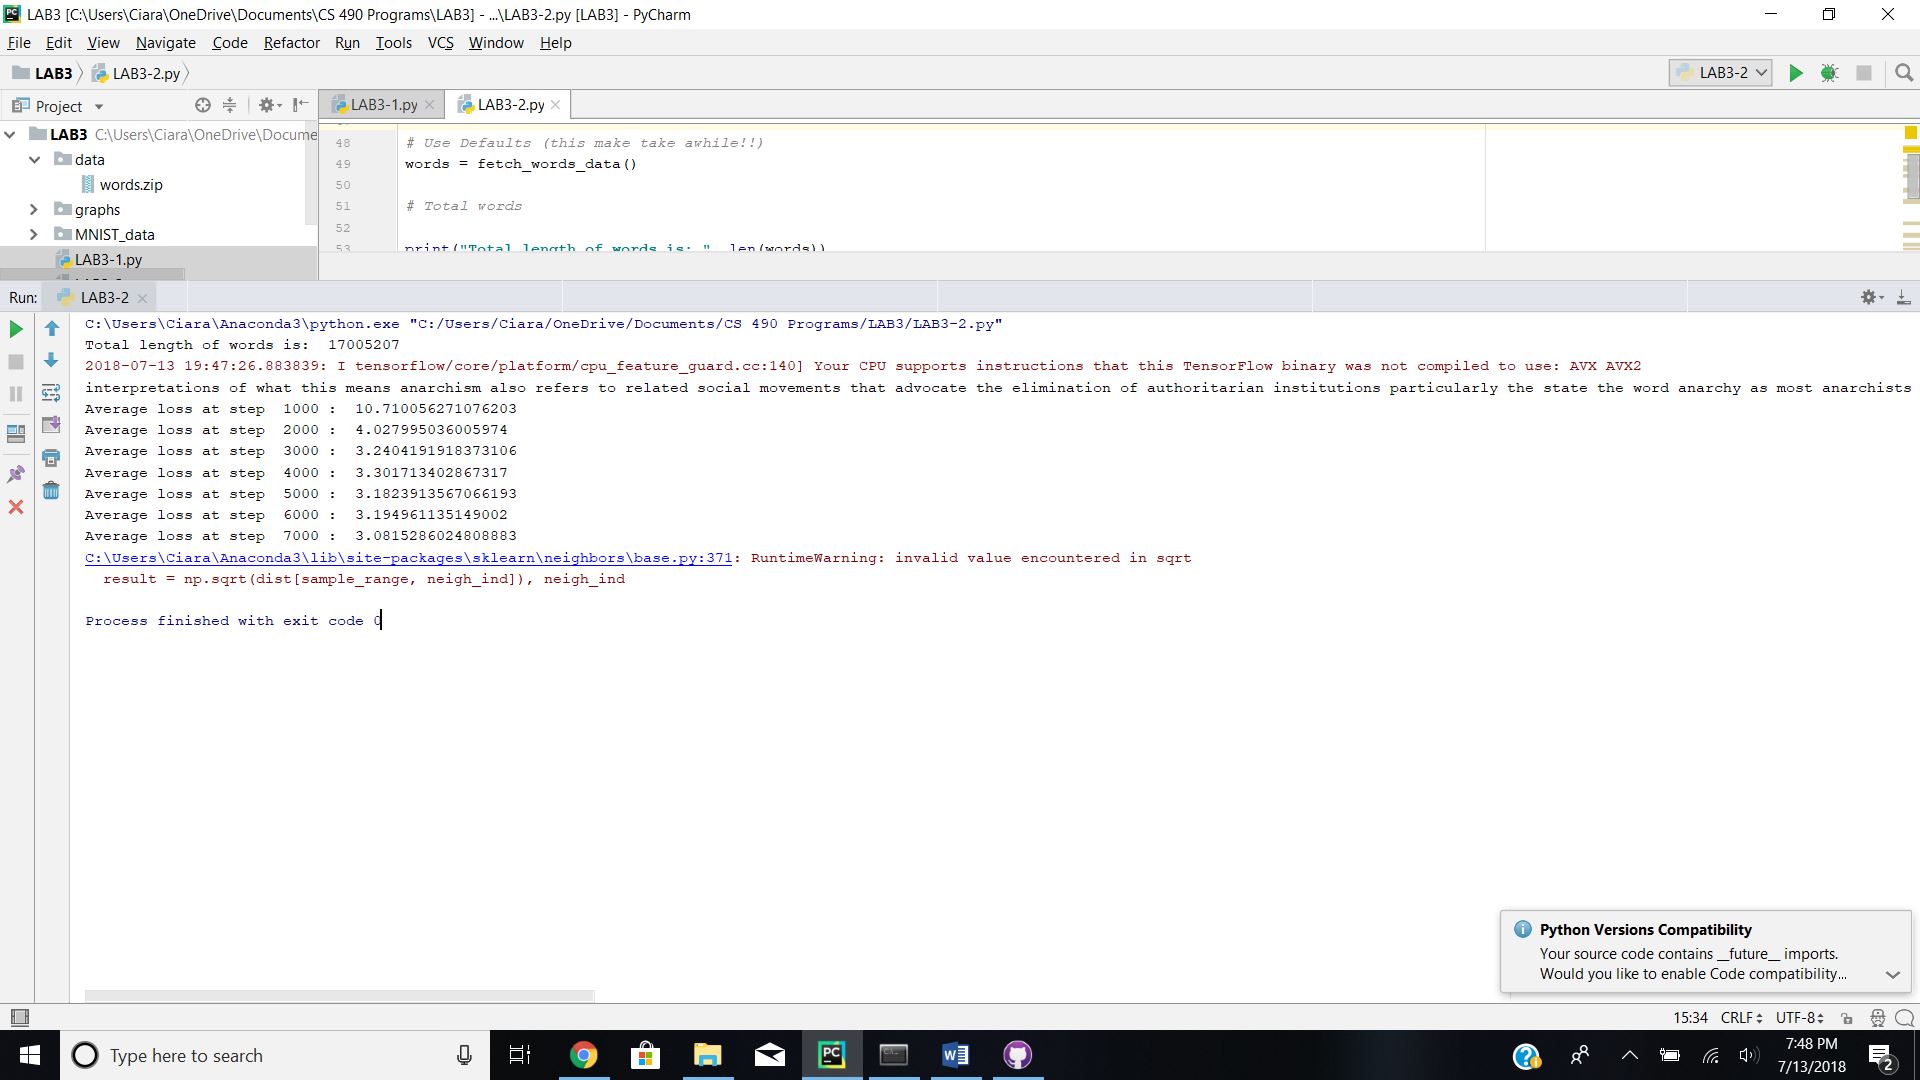 LAB3 [C:\Users\Ciara\OneDrive\Documents\CS 490 Programs\LAB3] - ...\LAB3-2.py [LAB3] - PyCharm
File Edit View Navigate Code Refactor Run Tools VCS Window Help
LAB3 LAB3-2.py
LAB3-2
Project
LAB3-1.py LAB3-2.py
LAB3 C:\Users\Ciara\OneDrive\Docume
data
words.zip
graphs
MNIST_data
LAB3-1.py
48 # Use Defaults (this make take awhile!!)
49 words = fetch_words_data()
50
51 # Total words
52
53 print("Total length of words is: ", len(words))
Run: LAB3-2
C:\Users\Ciara\Anaconda3\python.exe "C:/Users/Ciara/OneDrive/Documents/CS 490 Programs/LAB3/LAB3-2.py"
Total length of words is:  17005207
2018-07-13 19:47:26.883839: I tensorflow/core/platform/cpu_feature_guard.cc:140] Your CPU supports instructions that this TensorFlow binary was not compiled to use: AVX AVX2
interpretations of what this means anarchism also refers to related social movements that advocate the elimination of authoritarian institutions particularly the state the word anarchy as most anarchists
Average loss at step  1000 :  10.710056271076203
Average loss at step  2000 :  4.027995036005974
Average loss at step  3000 :  3.2404191918373106
Average loss at step  4000 :  3.301713402867317
Average loss at step  5000 :  3.1823913567066193
Average loss at step  6000 :  3.194961135149002
Average loss at step  7000 :  3.0815286024808883
C:\Users\Ciara\Anaconda3\lib\site-packages\sklearn\neighbors\base.py:371: RuntimeWarning: invalid value encountered in sqrt
  result = np.sqrt(dist[sample_range, neigh_ind]), neigh_ind
Process finished with exit code 0
Python Versions Compatibility
Your source code contains __future__ imports.
Would you like to enable Code compatibility...
15:34 CRLF UTF-8
Type here to search
PC
7:48 PM
7/13/2018
2